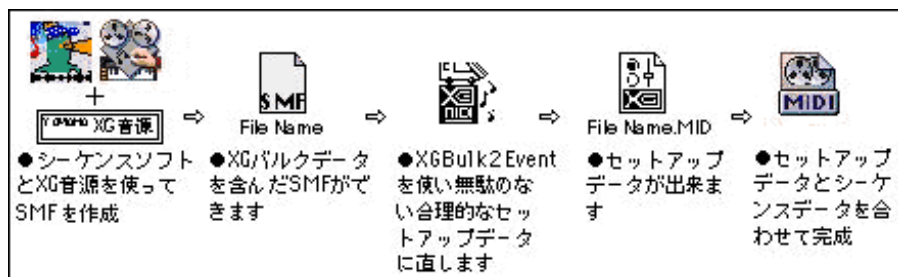 +
YAMAHA XG音源
SMF
File Name
XG
NICK
XG
File Name.MID
MIDI
⇨
⇨
⇨
⇨
●シーケンスソフト
とXG音源を使って
SMFを作成
●XGバルクデータ
を含んだSMFがで
きます
●XGBulk2Event
を使い無駄のな
い合理的なセッ
トアップデータ
に直します
●セットアップ
データが出来ま
す
●セットアップ
データとシーケ
ンスデータを合
わせて完成